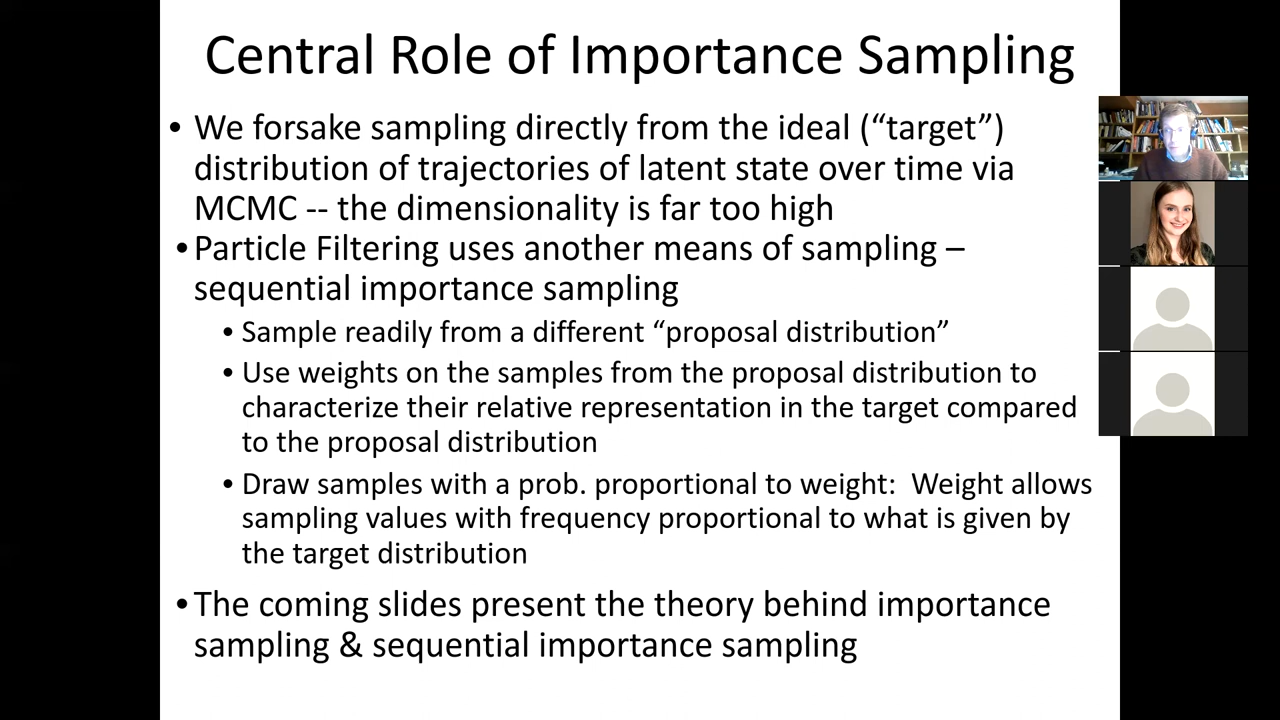 Central Role of Importance Sampling
• We forsake sampling directly from the ideal (“target”)
distribution of trajectories of latent state over time via
MCMC -- the dimensionality is far too high
• Particle Filtering uses another means of sampling –
sequential importance sampling
• Sample readily from a different “proposal distribution”
• Use weights on the samples from the proposal distribution to
characterize their relative representation in the target compared
to the proposal distribution
• Draw samples with a prob. proportional to weight:  Weight allows
sampling values with frequency proportional to what is given by
the target distribution
• The coming slides present the theory behind importance
sampling & sequential importance sampling